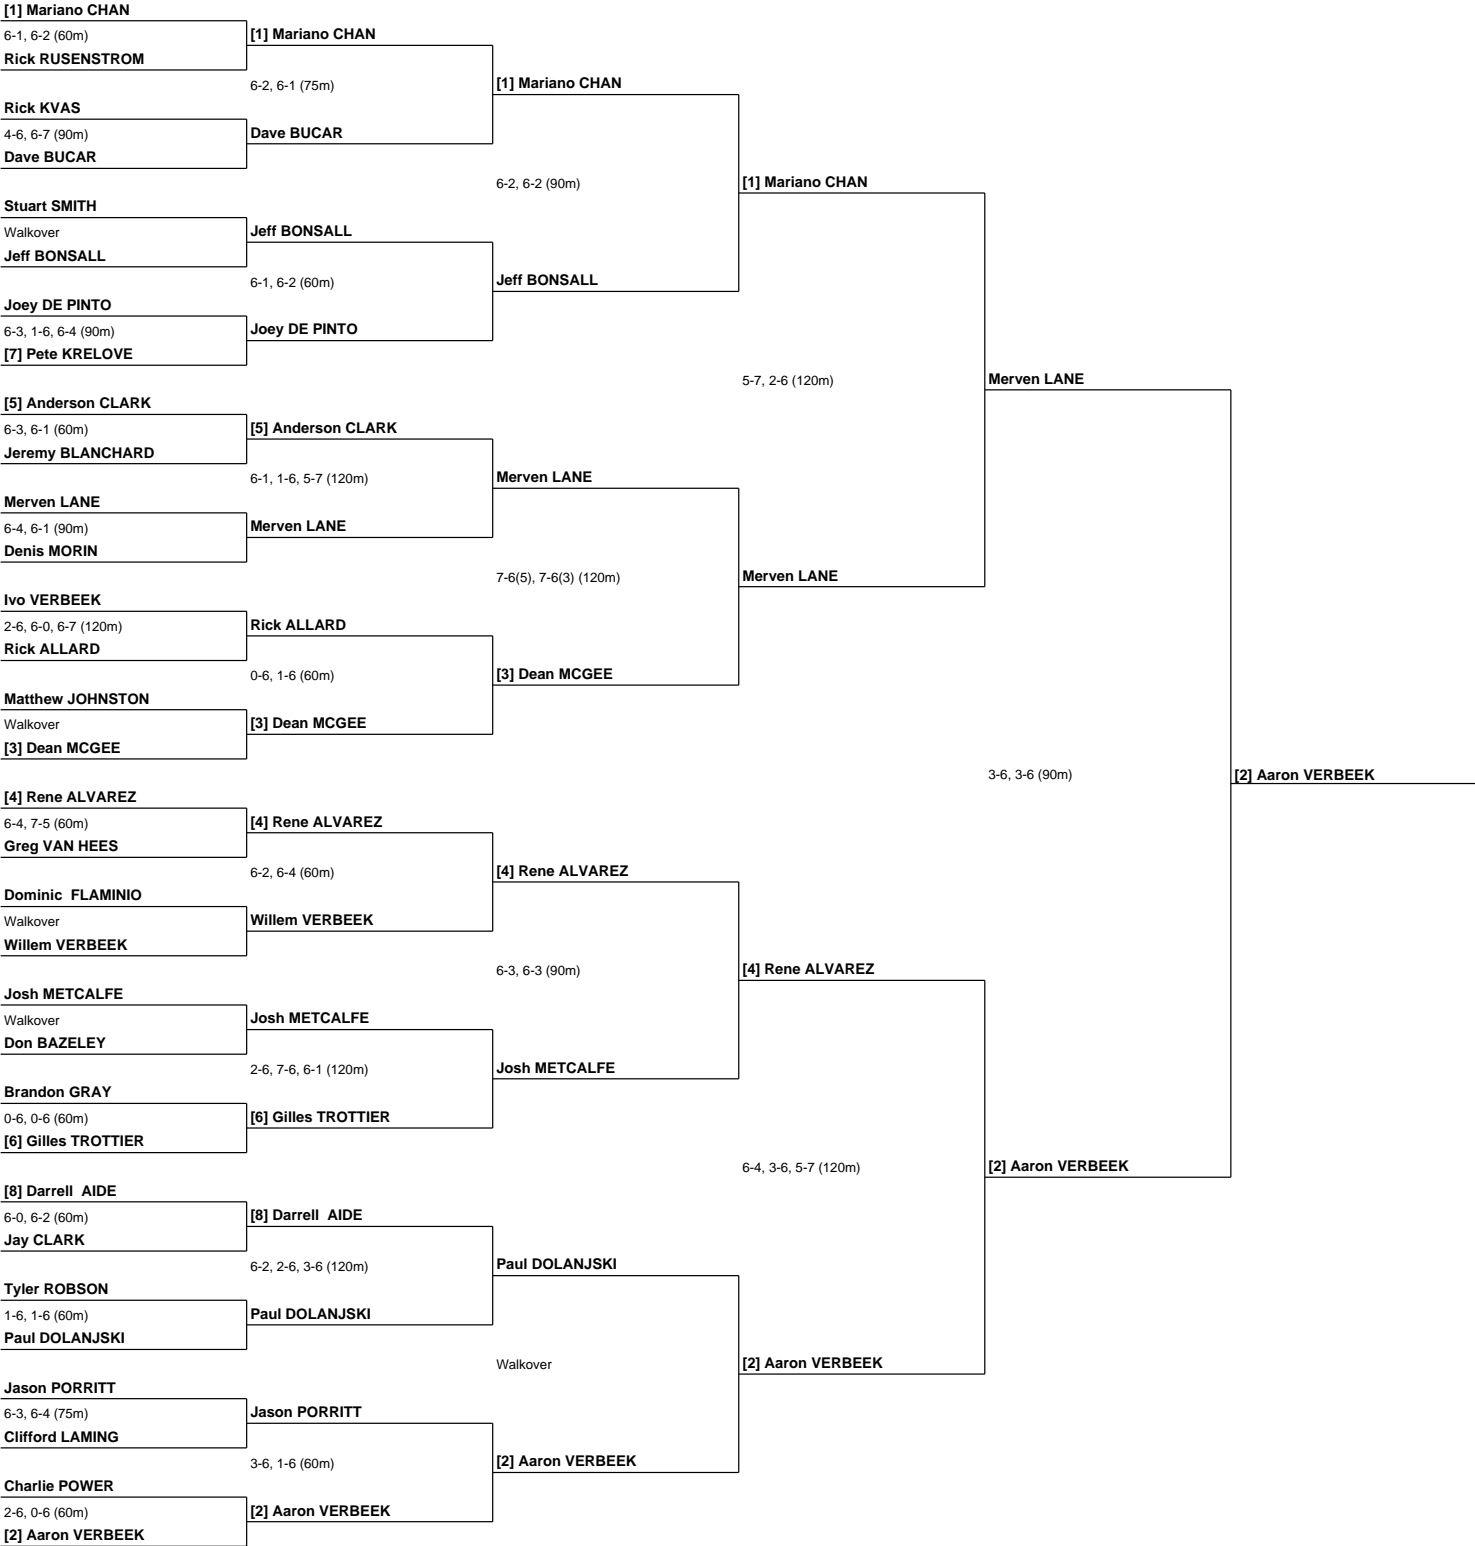 [1] Mariano CHAN
6-1, 6-2 (60m)
Rick RUSENSTROM
Rick KVAS
4-6, 6-7 (90m)
Dave BUCAR
Stuart SMITH
Walkover
Jeff BONSALL
Joey DE PINTO
6-3, 1-6, 6-4 (90m)
[7] Pete KRELOVE
[5] Anderson CLARK
6-3, 6-1 (60m)
Jeremy BLANCHARD
Merven LANE
6-4, 6-1 (90m)
Denis MORIN
Ivo VERBEEK
2-6, 6-0, 6-7 (120m)
Rick ALLARD
Matthew JOHNSTON
Walkover
[3] Dean MCGEE
[4] Rene ALVAREZ
6-4, 7-5 (60m)
Greg VAN HEES
Dominic  FLAMINIO
Walkover
Willem VERBEEK
Josh METCALFE
Walkover
Don BAZELEY
Brandon GRAY
0-6, 0-6 (60m)
[6] Gilles TROTTIER
[8] Darrell  AIDE
6-0, 6-2 (60m)
Jay CLARK
Tyler ROBSON
1-6, 1-6 (60m)
Paul DOLANJSKI
Jason PORRITT
6-3, 6-4 (75m)
Clifford LAMING
Charlie POWER
2-6, 0-6 (60m)
[2] Aaron VERBEEK
[1] Mariano CHAN
6-2, 6-1 (75m)
Dave BUCAR
Jeff BONSALL
6-1, 6-2 (60m)
Joey DE PINTO
[5] Anderson CLARK
6-1, 1-6, 5-7 (120m)
Merven LANE
Rick ALLARD
0-6, 1-6 (60m)
[3] Dean MCGEE
[4] Rene ALVAREZ
6-2, 6-4 (60m)
Willem VERBEEK
Josh METCALFE
2-6, 7-6, 6-1 (120m)
[6] Gilles TROTTIER
[8] Darrell  AIDE
6-2, 2-6, 3-6 (120m)
Paul DOLANJSKI
Jason PORRITT
3-6, 1-6 (60m)
[2] Aaron VERBEEK
[1] Mariano CHAN
6-2, 6-2 (90m)
Jeff BONSALL
Merven LANE
7-6(5), 7-6(3) (120m)
[3] Dean MCGEE
[4] Rene ALVAREZ
6-3, 6-3 (90m)
Josh METCALFE
Paul DOLANJSKI
Walkover
[2] Aaron VERBEEK
[1] Mariano CHAN
5-7, 2-6 (120m)
Merven LANE
[4] Rene ALVAREZ
6-4, 3-6, 5-7 (120m)
[2] Aaron VERBEEK
Merven LANE
3-6, 3-6 (90m)
[2] Aaron VERBEEK
[2] Aaron VERBEEK